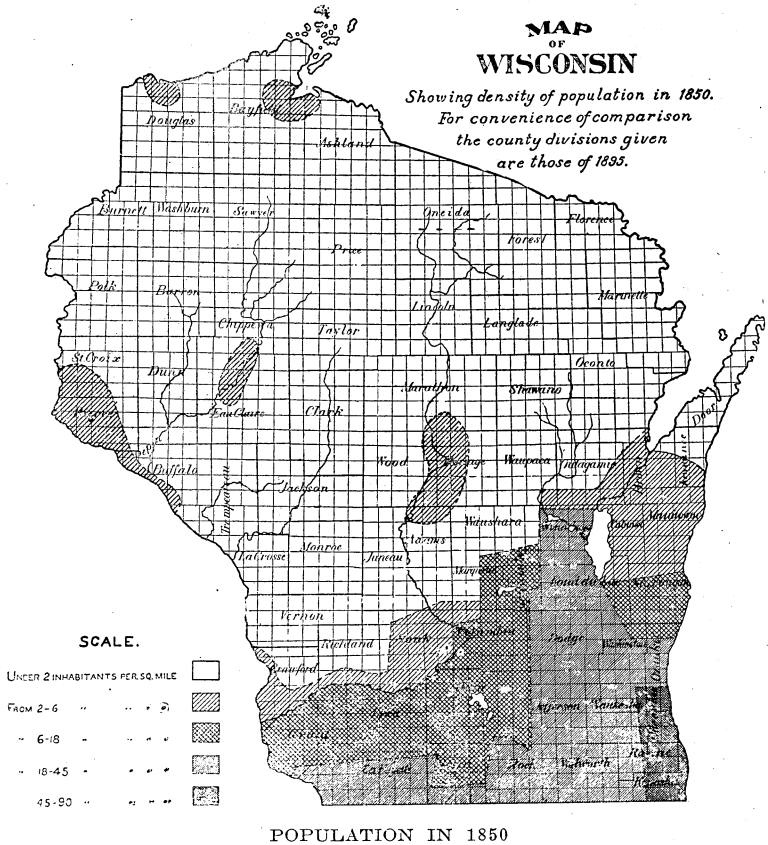 MAP
OF
WISCONSIN
Showing density of population in 1850.
For convenience of comparison
the county divisions given
are those of 1895.
Douglas
Bayfield
Ashland
Burnett Washburn Sawyer Oneida Florence
Forest
Price
Polk Barron Lincoln Marinette
Chippewa Taylor Langlade
St Croix Dunn Oconto
Marathon Shawano
Pierce Eau Claire Clark Door
Pepin
Buffalo Wood Portage Waupaca Outagamie Brown Kewaunee
Trempealeau Jackson
Waushara Winnebago Calumet Manitowoc
La Crosse Monroe Juneau Adams
Marquette Fond du Lac Sheboygan
Vernon
Richland Sauk Columbia Dodge Washington Ozaukee
Crawford
Jefferson Waukesha Milwaukee
Grant Iowa
Lafayette Rock Walworth Racine
Kenosha
SCALE.
UNDER 2 INHABITANTS PER SQ. MILE
FROM 2-6 " " " "
" 6-18 " " " "
" 18-45 " " " "
45-90 " " " "
POPULATION IN 1850